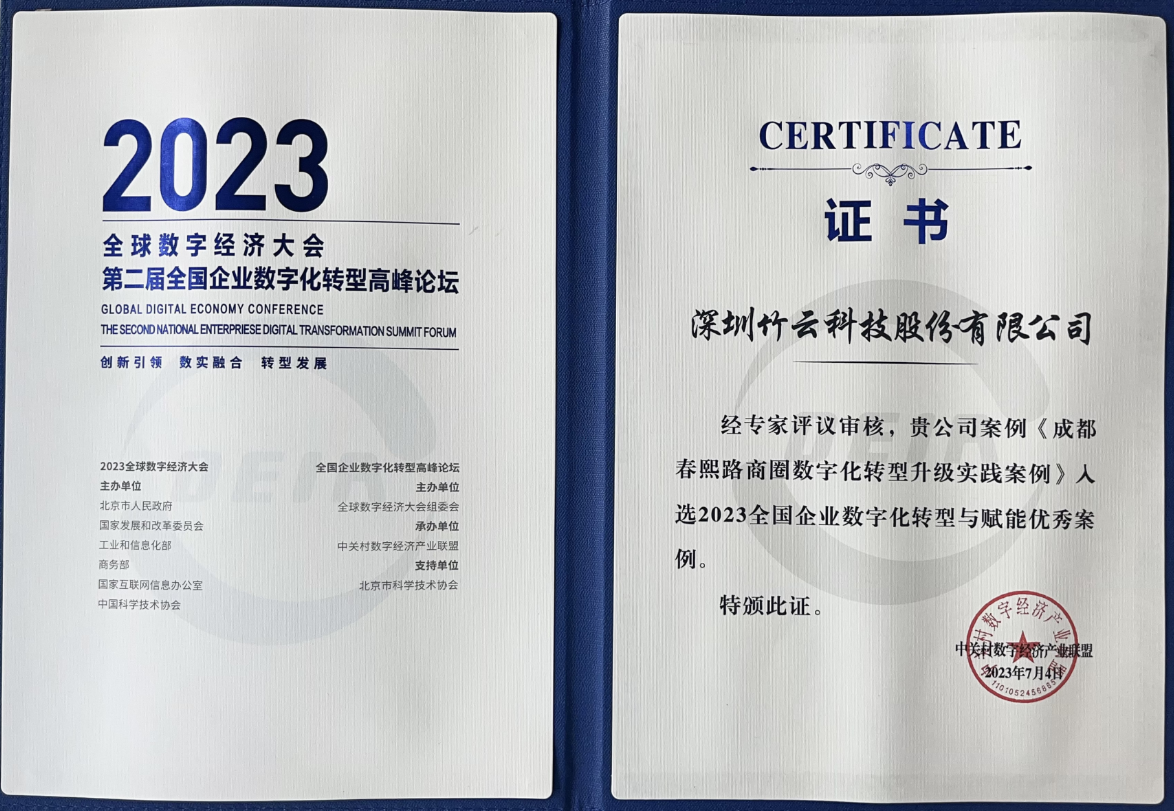 2023
全球数字经济大会
第二届全国企业数字化转型高峰论坛
GLOBAL DIGITAL ECONOMY CONFERENCE
THE SECOND NATIONAL ENTERPRIESE DIGITAL TRANSFORMATION SUMMIT FORUM
创新引领 数实融合 转型发展
2023全球数字经济大会
主办单位
北京市人民政府
国家发展和改革委员会
工业和信息化部
商务部
国家互联网信息办公室
中国科学技术协会
全国企业数字化转型高峰论坛
主办单位
全球数字经济大会组委会
承办单位
中关村数字经济产业联盟
支持单位
北京市科学技术协会
CERTIFICATE
证书
深圳竹云科技股份有限公司
经专家评议审核，贵公司案例《成都
春熙路商圈数字化转型升级实践案例》入
选2023全国企业数字化转型与赋能优秀案
例。
特颁此证。
中关村数字经济产业联盟
2023年7月4日